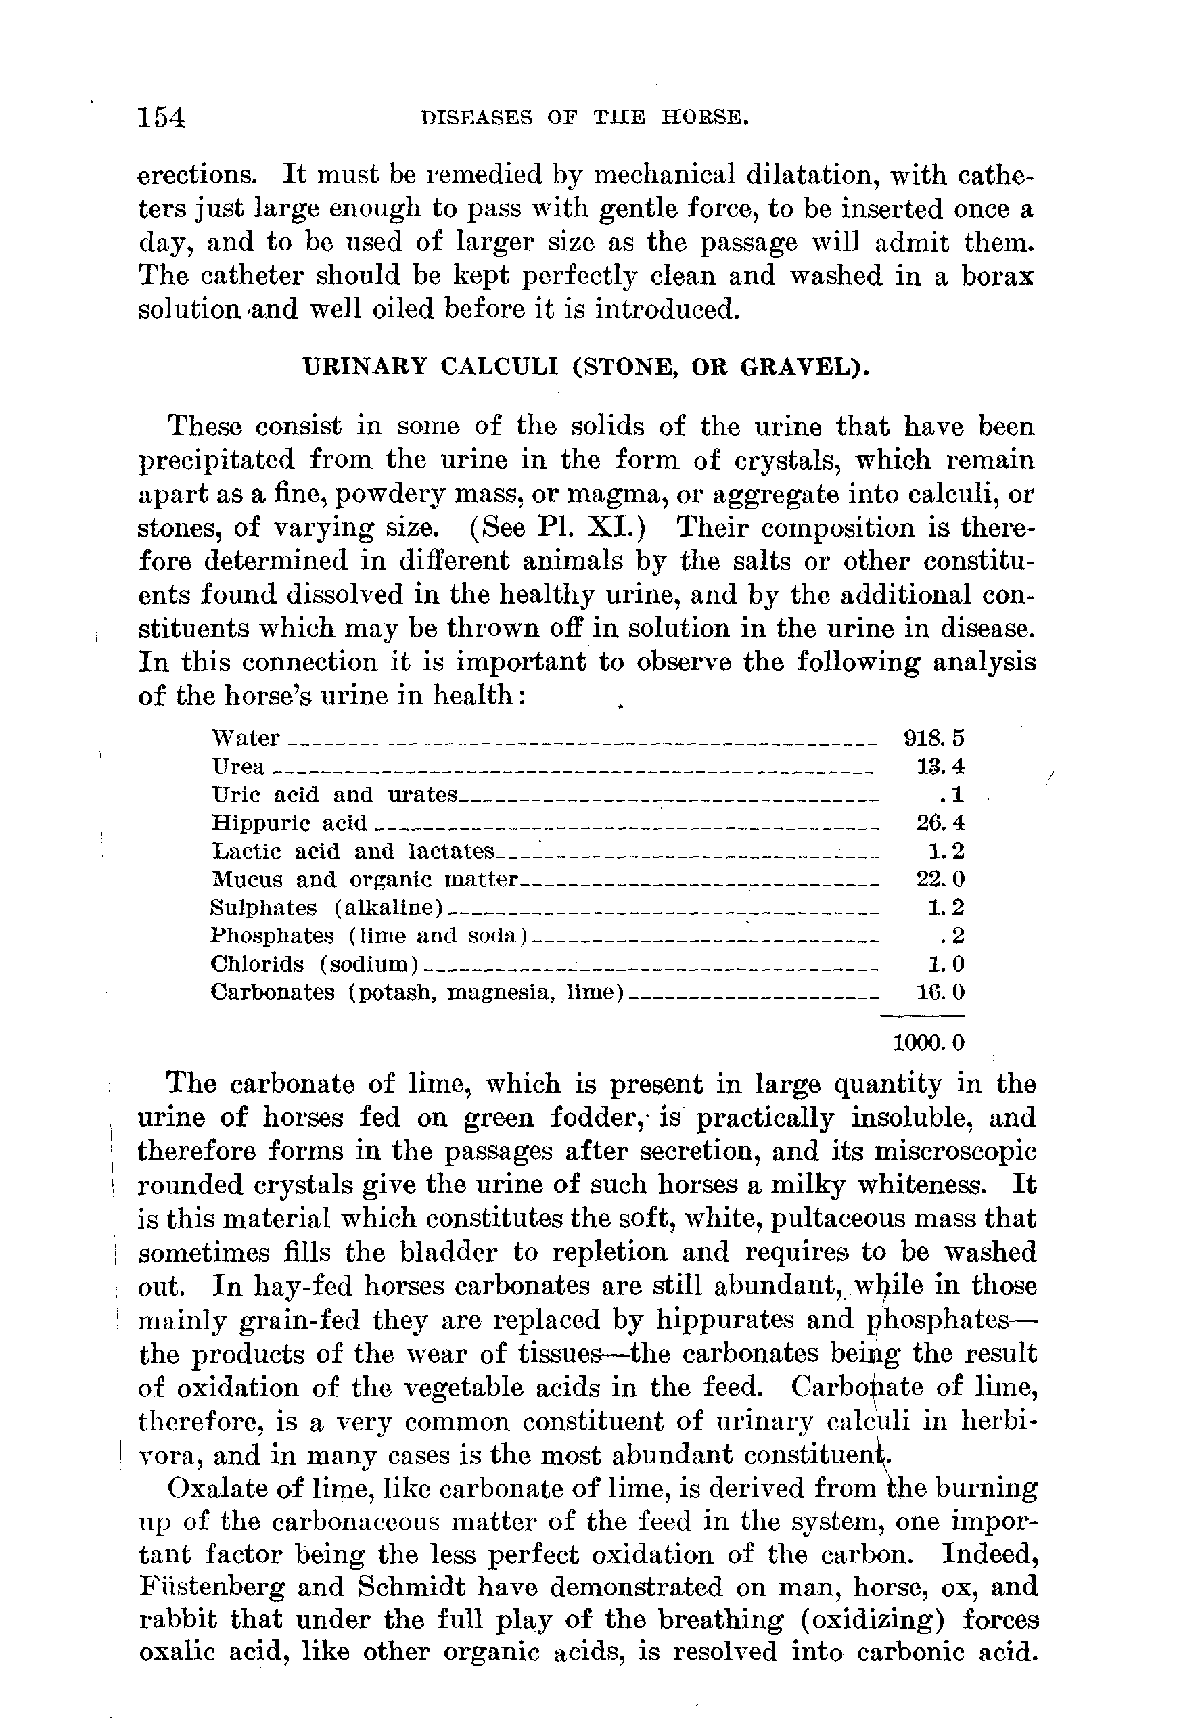 154 DISEASES OF THE HORSE.
erections. It must be remedied by mechanical dilatation, with cathe-
ters just large enough to pass with gentle force, to be inserted once a
day, and to be used of larger size as the passage will admit them.
The catheter should be kept perfectly clean and washed in a borax
solution and well oiled before it is introduced.
URINARY CALCULI (STONE, OR GRAVEL).
These consist in some of the solids of the urine that have been
precipitated from the urine in the form of crystals, which remain
apart as a fine, powdery mass, or magma, or aggregate into calculi, or
stones, of varying size. (See Pl. XI.) Their composition is there-
fore determined in different animals by the salts or other constitu-
ents found dissolved in the healthy urine, and by the additional con-
stituents which may be thrown off in solution in the urine in disease.
In this connection it is important to observe the following analysis
of the horse's urine in health:
Water 918.5
Urea 13.4
Uric acid and urates .1
Hippuric acid 26.4
Lactic acid and lactates 1.2
Mucus and organic matter 22.0
Sulphates (alkaline) 1.2
Phosphates (lime and soda) .2
Chlorids (sodium) 1.0
Carbonates (potash, magnesia, lime) 16.0
1000.0
The carbonate of lime, which is present in large quantity in the
urine of horses fed on green fodder, is practically insoluble, and
therefore forms in the passages after secretion, and its miscroscopic
rounded crystals give the urine of such horses a milky whiteness. It
is this material which constitutes the soft, white, pultaceous mass that
sometimes fills the bladder to repletion and requires to be washed
out. In hay-fed horses carbonates are still abundant, while in those
mainly grain-fed they are replaced by hippurates and phosphates—
the products of the wear of tissues—the carbonates being the result
of oxidation of the vegetable acids in the feed. Carbonate of lime,
therefore, is a very common constituent of urinary calculi in herbi-
vora, and in many cases is the most abundant constituent.
Oxalate of lime, like carbonate of lime, is derived from the burning
up of the carbonaceous matter of the feed in the system, one impor-
tant factor being the less perfect oxidation of the carbon. Indeed,
Füstenberg and Schmidt have demonstrated on man, horse, ox, and
rabbit that under the full play of the breathing (oxidizing) forces
oxalic acid, like other organic acids, is resolved into carbonic acid.